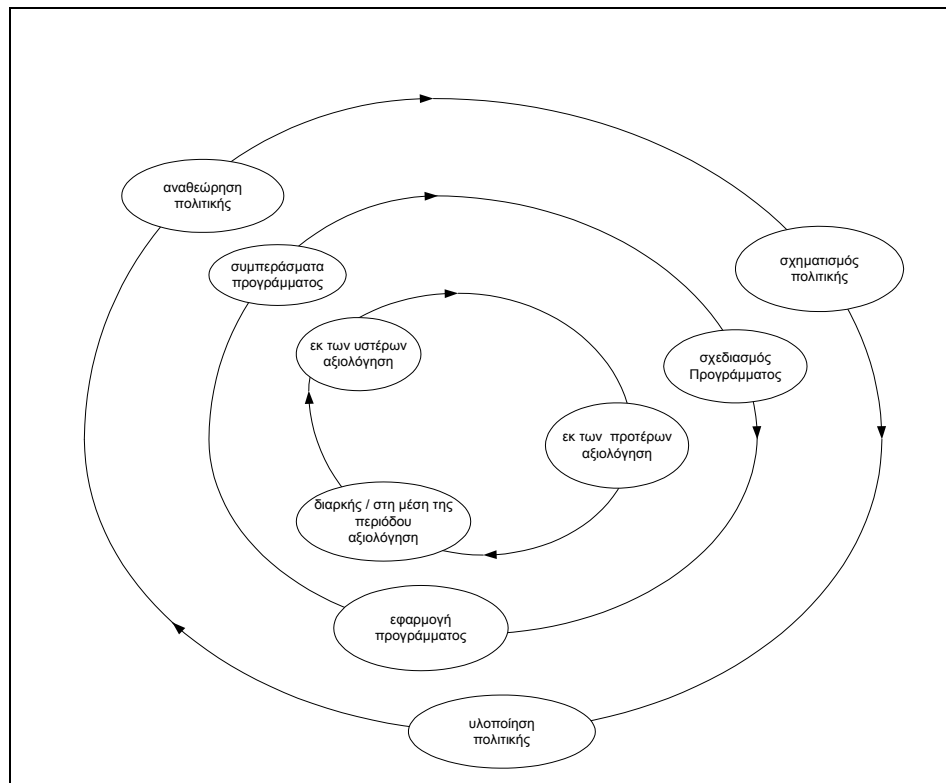 αναθεώρηση
πολιτικής
συμπεράσματα
προγράμματος
σχηματισμός
πολιτικής
εκ των υστέρων
αξιολόγηση
σχεδιασμός
Προγράμματος
εκ των προτέρων
αξιολόγηση
διαρκής / στη μέση της
περιόδου
αξιολόγηση
εφαρμογή
προγράμματος
υλοποίηση
πολιτικής